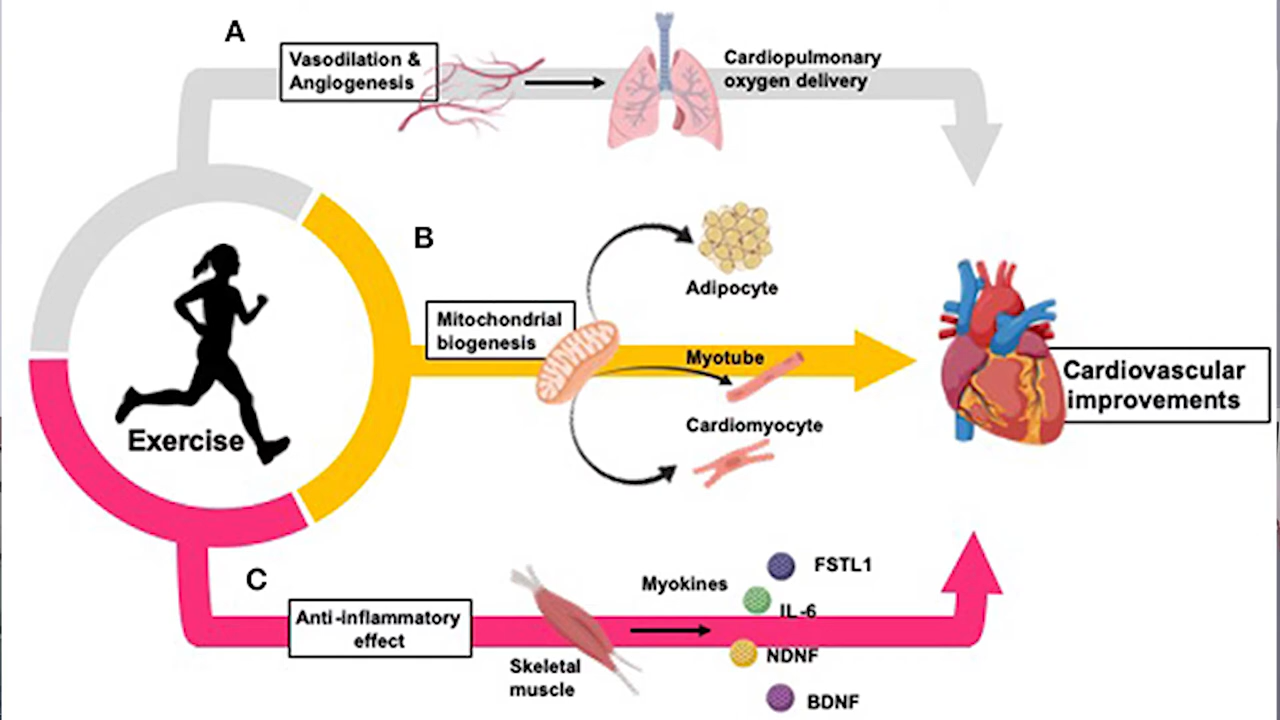 A
Vasodilation &
Angiogenesis
Cardiopulmonary
oxygen delivery
B
Mitochondrial
biogenesis
Adipocyte
Myotube
Cardiomyocyte
Exercise
Cardiovascular
improvements
C
Anti-inflammatory
effect
Skeletal
muscle
Myokines
FSTL1
IL-6
NDNF
BDNF